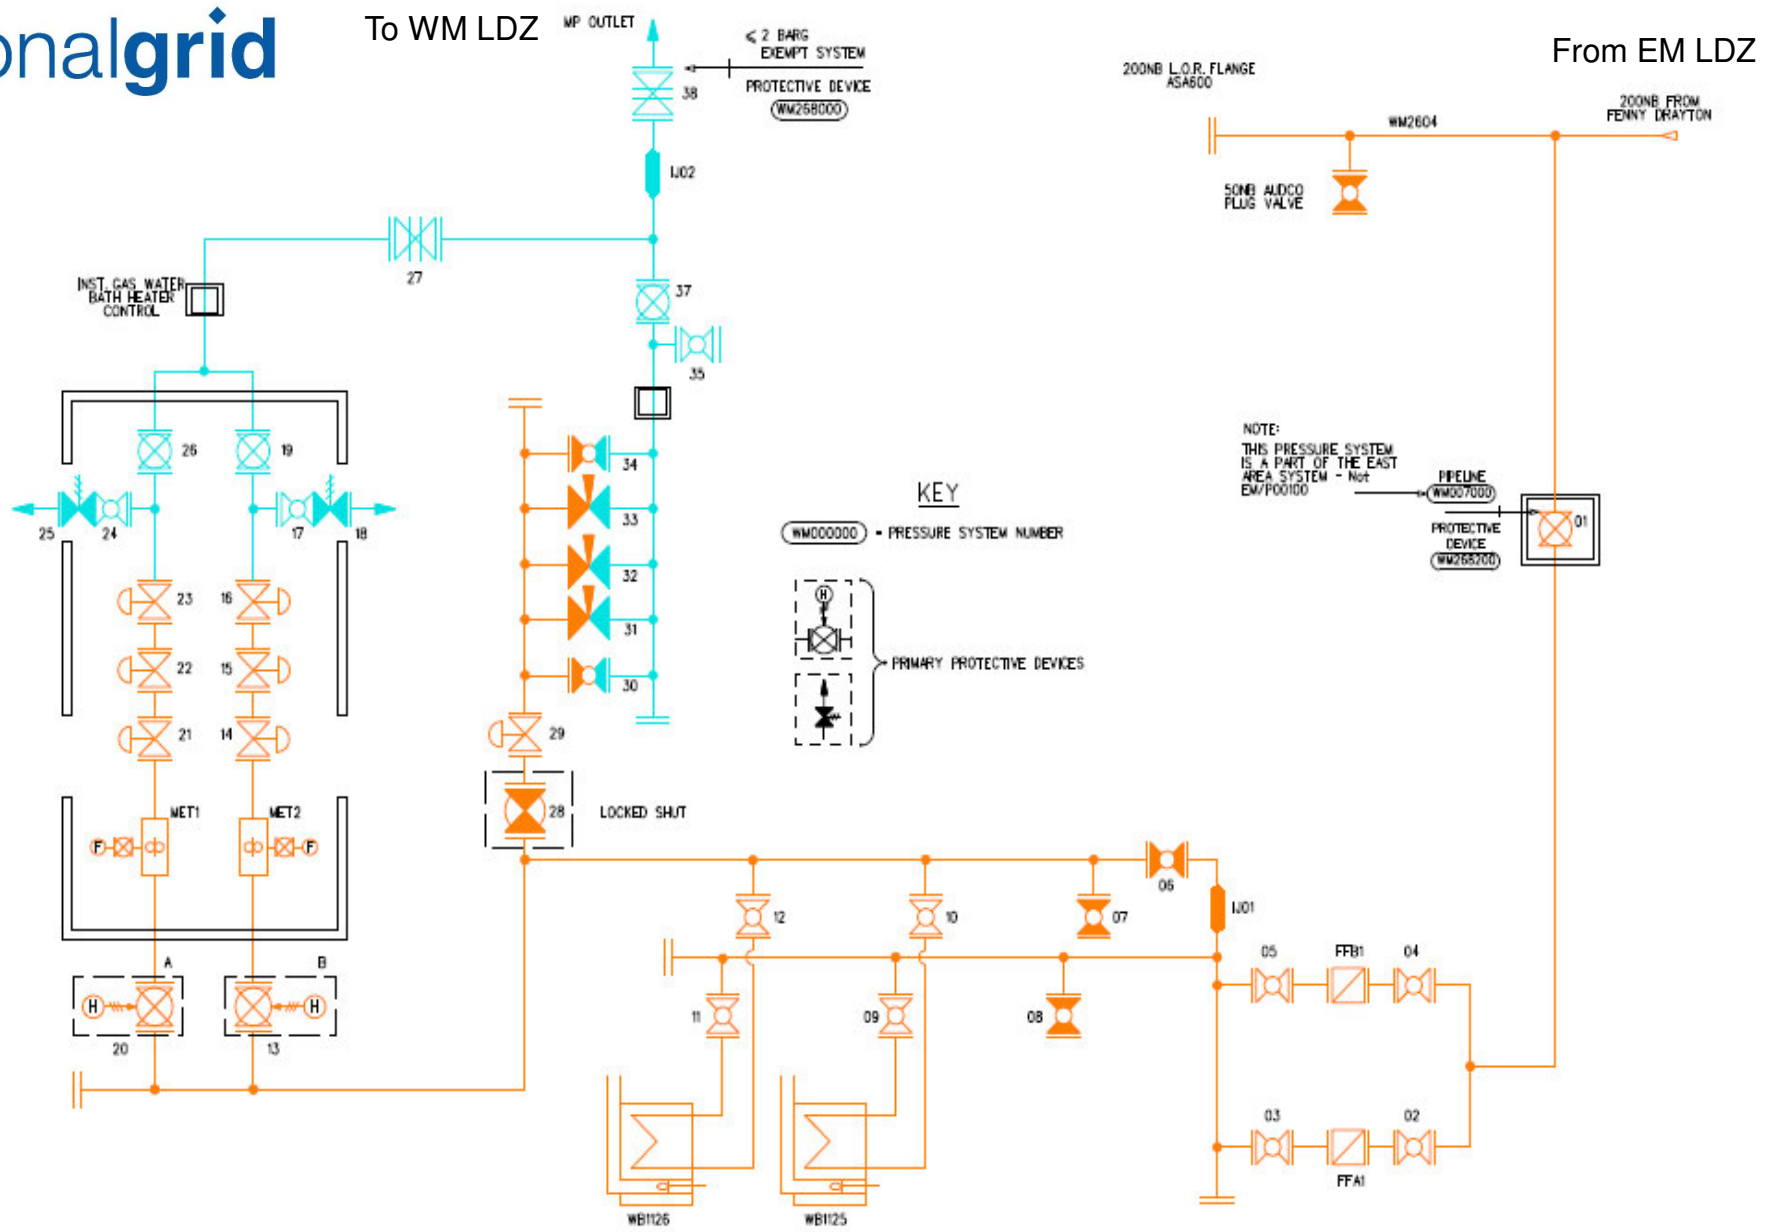 onalgrid
To WM LDZ
MP OUTLET
⩽ 2 BARG
EXEMPT SYSTEM
PROTECTIVE DEVICE
WM268000
38
From EM LDZ
200NB L.O.R. FLANGE
ASA600
WM2604
200NB FROM
FENNY DRAYTON
50NB AUDCO
PLUG VALVE
IJ02
27
INST. GAS WATER
BATH HEATER
CONTROL
37
35
26
19
25
24
17
18
34
33
32
31
30
KEY
WM000000 - PRESSURE SYSTEM NUMBER
H
PRIMARY PROTECTIVE DEVICES
NOTE:
THIS PRESSURE SYSTEM
IS A PART OF THE EAST
AREA SYSTEM - Not
EM/P00100
PIPELINE
WM007000
PROTECTIVE
DEVICE
WM268200
01
23
16
22
15
21
14
29
28
LOCKED SHUT
MET1
MET2
F
F
A
B
H
H
20
13
12
10
07
06
IJ01
11
09
08
05
FFB1
04
03
02
FFA1
WB1126
WB1125